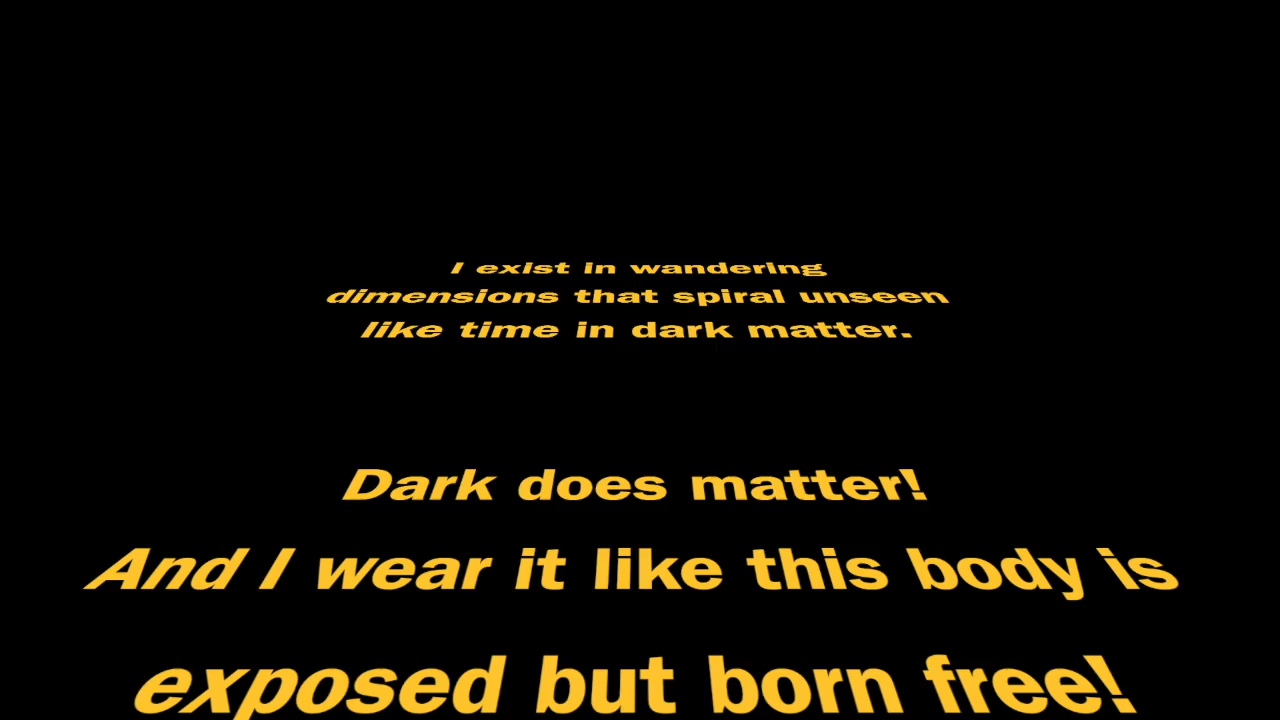 I exist in wandering
dimensions that spiral unseen
like time in dark matter.
Dark does matter!
And I wear it like this body is
exposed but born free!